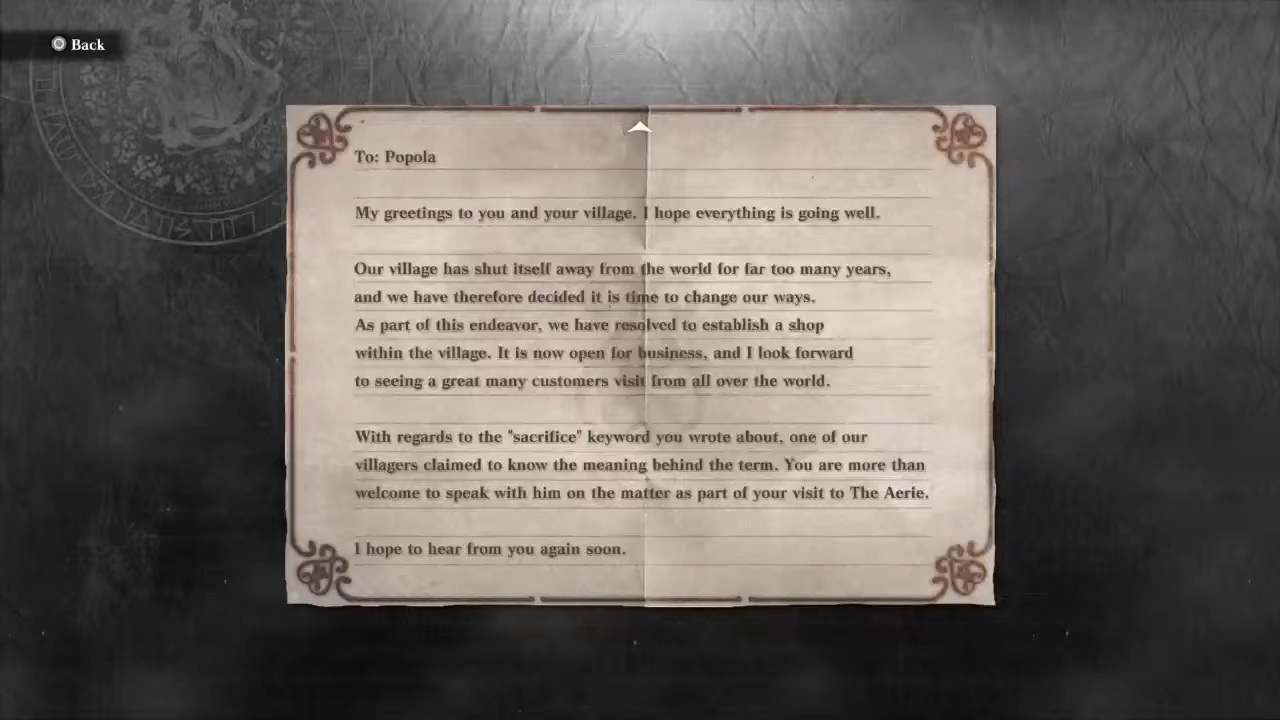 Back
To: Popola
My greetings to you and your village. I hope everything is going well.
Our village has shut itself away from the world for far too many years,
and we have therefore decided it is time to change our ways.
As part of this endeavor, we have resolved to establish a shop
within the village. It is now open for business, and I look forward
to seeing a great many customers visit from all over the world.
With regards to the "sacrifice" keyword you wrote about, one of our
villagers claimed to know the meaning behind the term. You are more than
welcome to speak with him on the matter as part of your visit to The Aerie.
I hope to hear from you again soon.